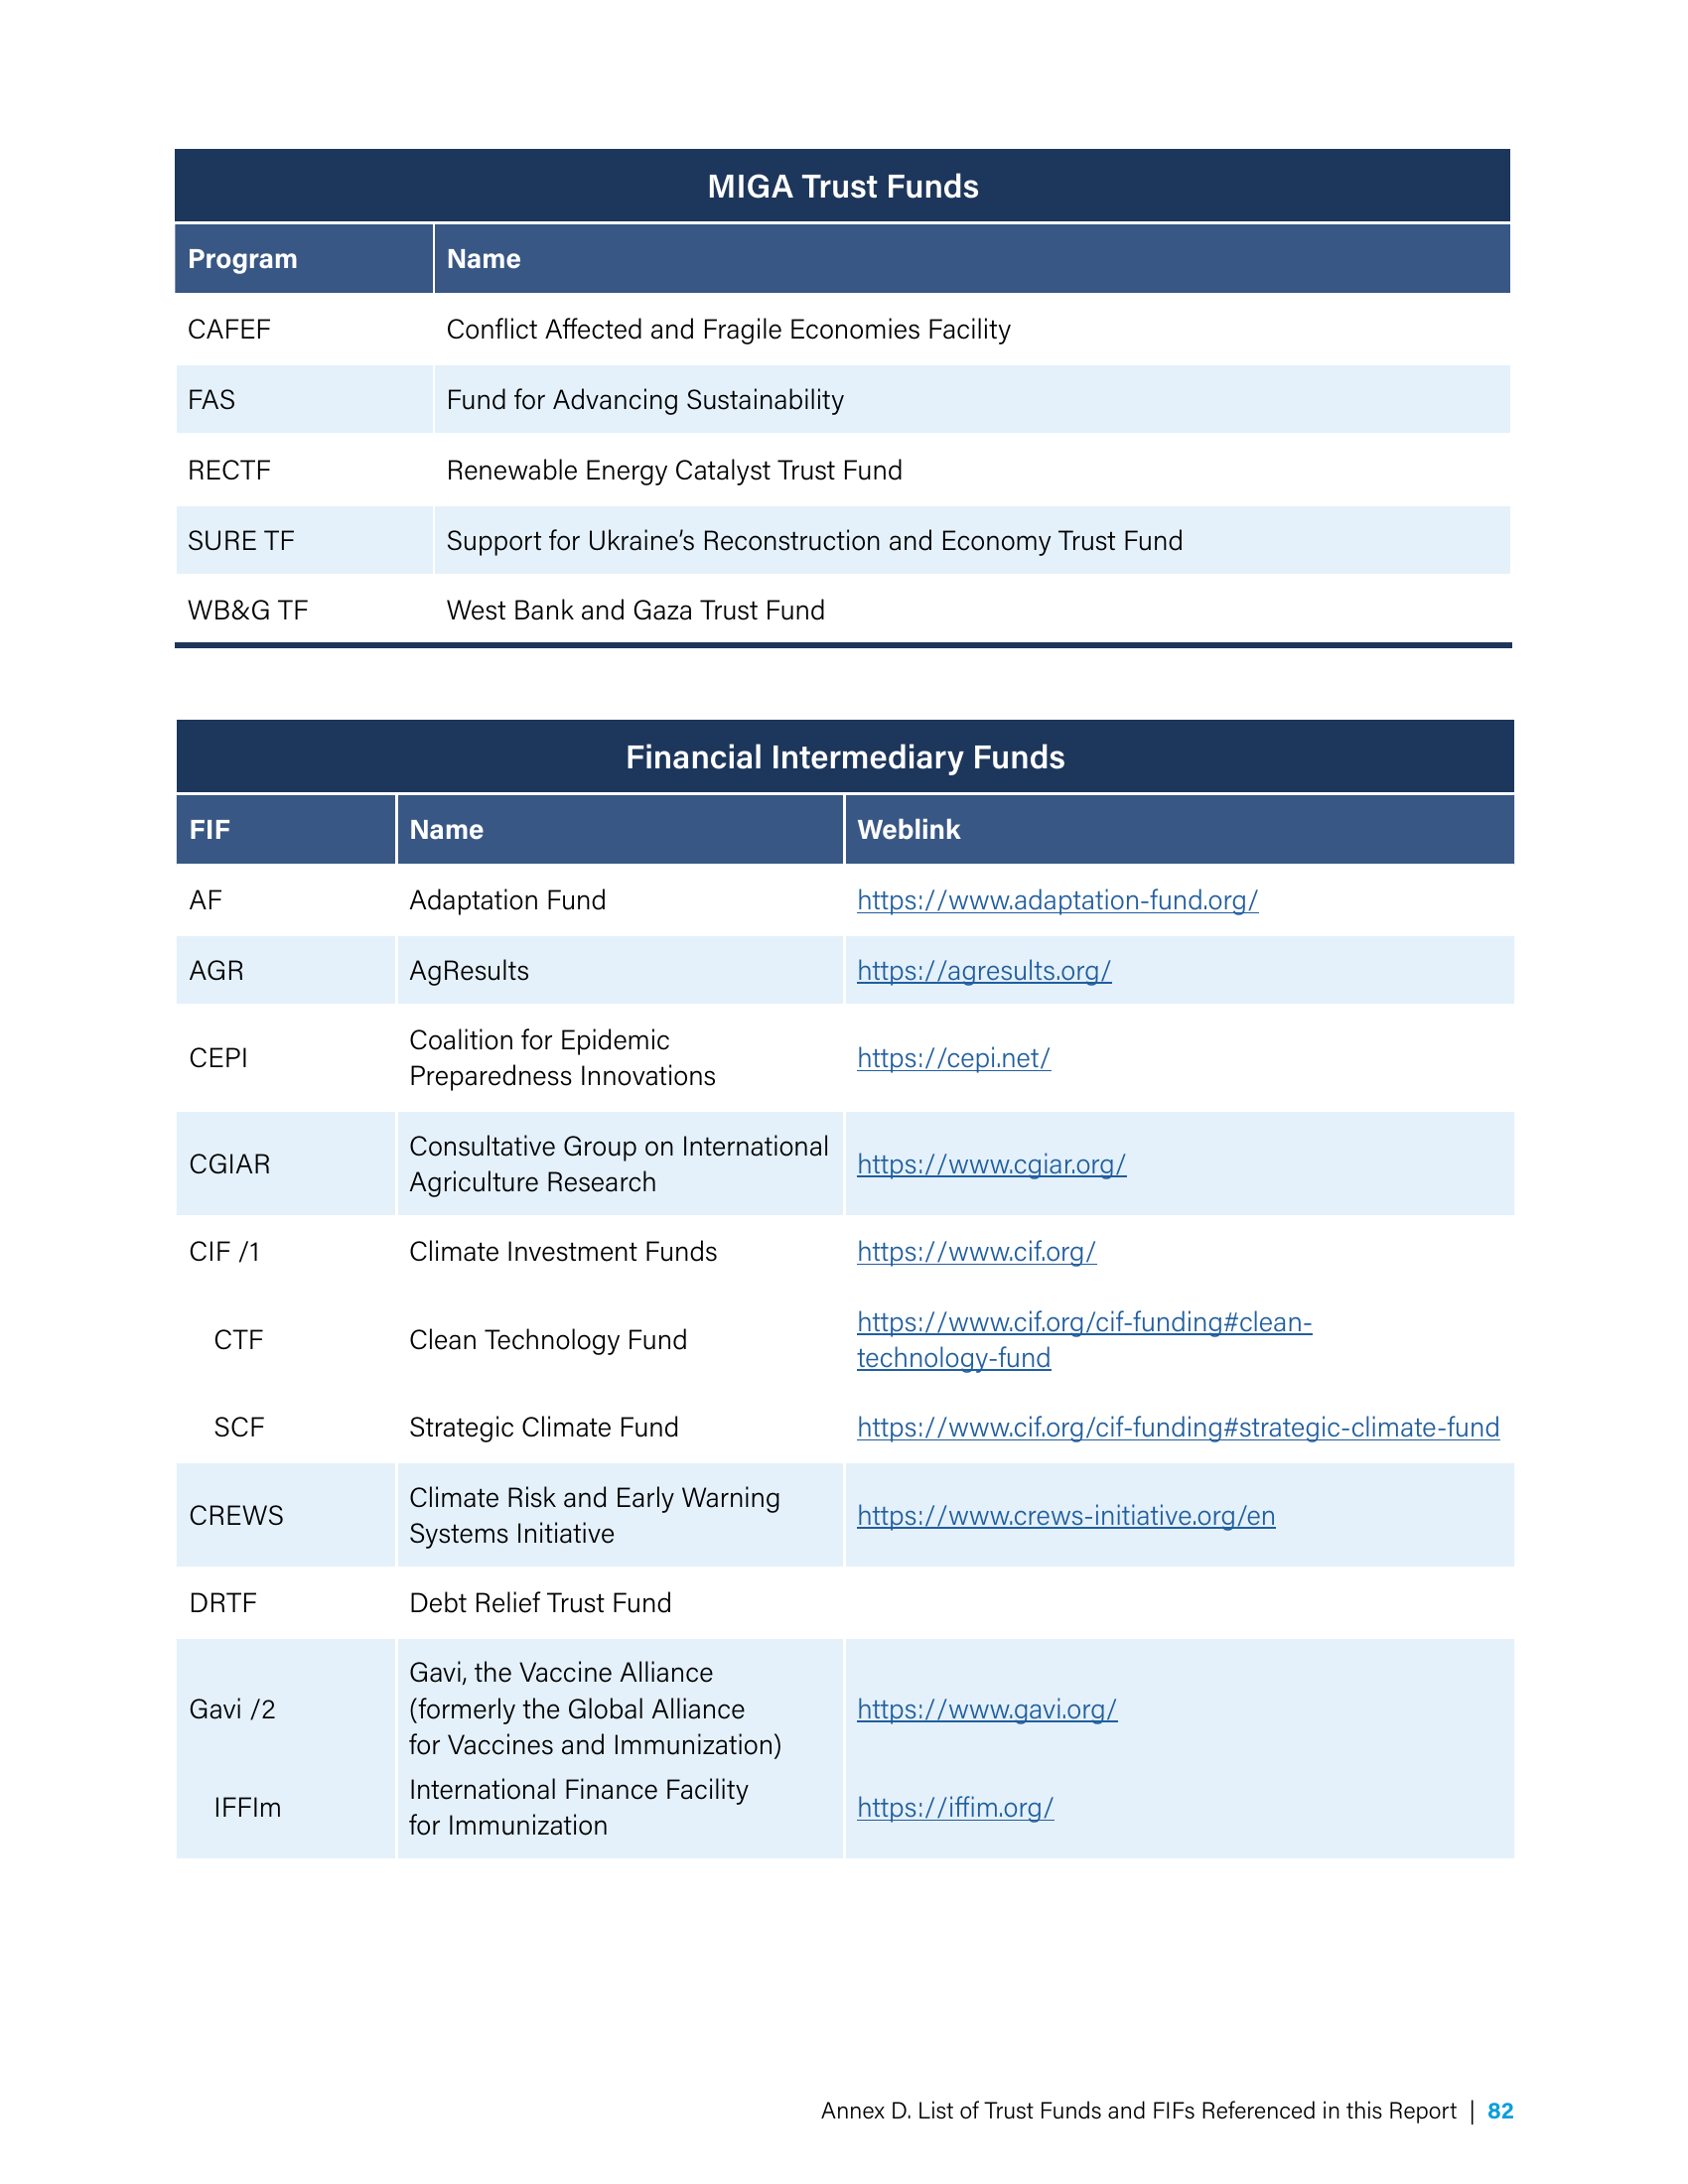 MIGA Trust Funds
Program Name
CAFEF Conflict Affected and Fragile Economies Facility
FAS Fund for Advancing Sustainability
RECTF Renewable Energy Catalyst Trust Fund
SURE TF Support for Ukraine’s Reconstruction and Economy Trust Fund
WB&G TF West Bank and Gaza Trust Fund
Financial Intermediary Funds
FIF Name Weblink
AF Adaptation Fund https://www.adaptation-fund.org/
AGR AgResults https://agresults.org/
CEPI
Coalition for Epidemic
Preparedness Innovations
https://cepi.net/
CGIAR
Consultative Group on International
Agriculture Research
https://www.cgiar.org/
CIF /1 Climate Investment Funds https://www.cif.org/
CTF Clean Technology Fund
https://www.cif.org/cif-funding#clean-
technology-fund
SCF Strategic Climate Fund https://www.cif.org/cif-funding#strategic-climate-fund
CREWS
Climate Risk and Early Warning
Systems Initiative
https://www.crews-initiative.org/en
DRTF Debt Relief Trust Fund
Gavi /2
Gavi, the Vaccine Alliance
(formerly the Global Alliance
for Vaccines and Immunization)
https://www.gavi.org/
IFFIm
International Finance Facility
for Immunization
https://iffim.org/
Annex D. List of Trust Funds and FIFs Referenced in this Report | 82